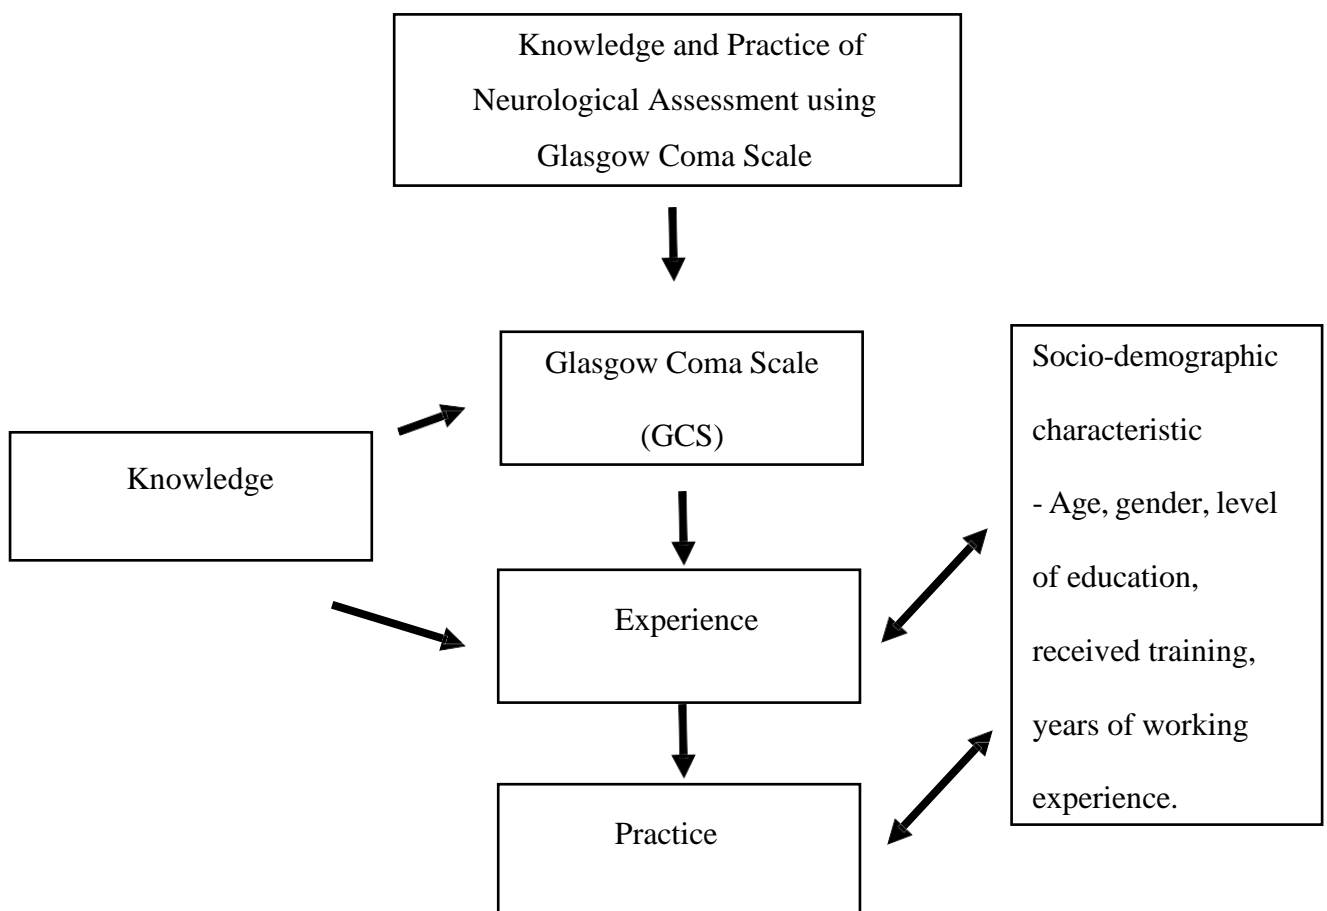 Knowledge and Practice of
Neurological Assessment using
Glasgow Coma Scale
Glasgow Coma Scale
(GCS)
Knowledge
Experience
Practice
Socio-demographic
characteristic
- Age, gender, level
of education,
received training,
years of working
experience.